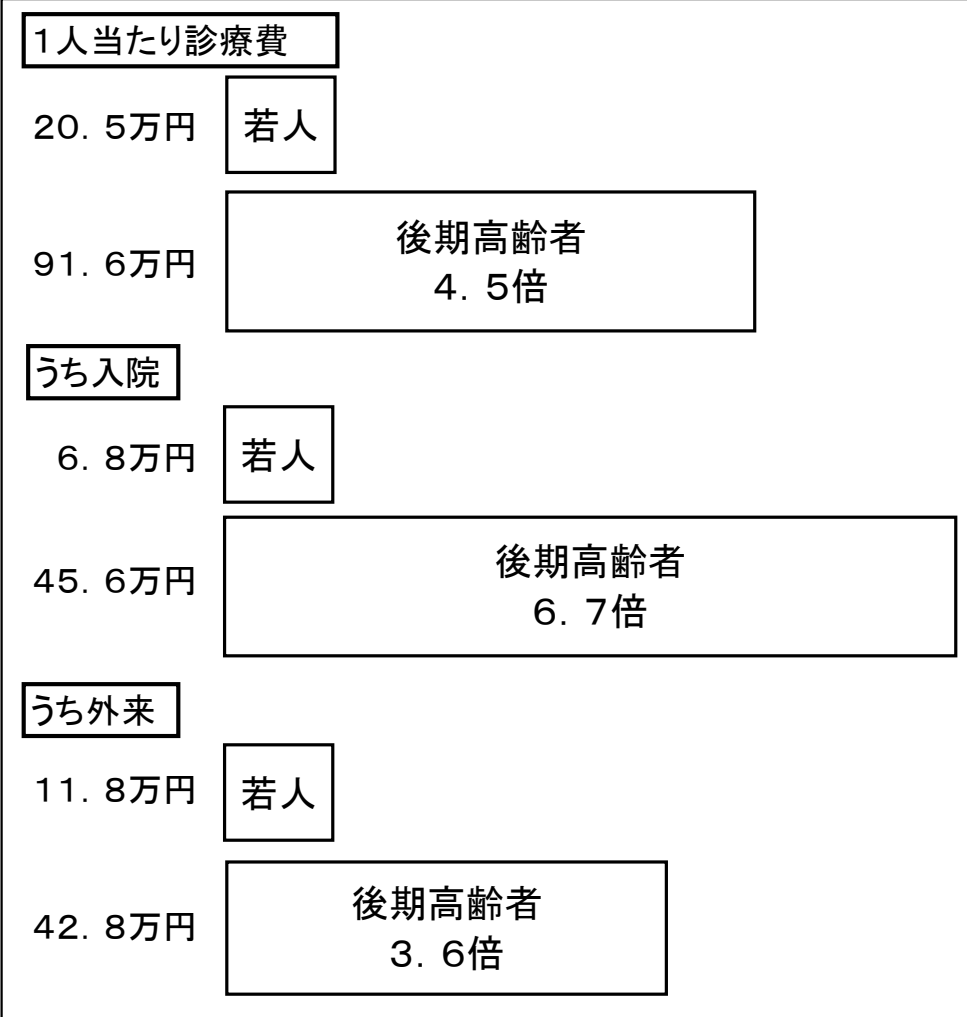 １人当たり診療費
２０．５万円 若人
９１．６万円
後期高齢者
４．５倍
うち入院
６．８万円 若人
４５．６万円
後期高齢者
６．７倍
うち外来
１１．８万円 若人
４２．８万円
後期高齢者
３．６倍